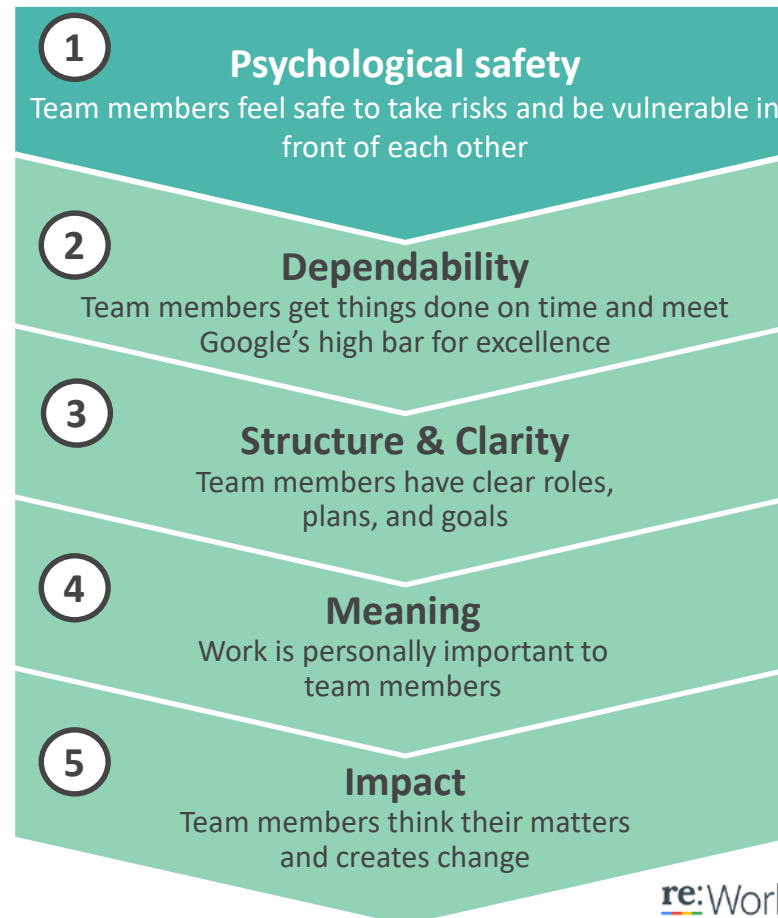 1
Psychological safety
Team members feel safe to take risks and be vulnerable in
front of each other
2
Dependability
Team members get things done on time and meet
Google's high bar for excellence
3
Structure & Clarity
Team members have clear roles,
plans, and goals
4
Meaning
Work is personally important to
team members
5
Impact
Team members think their matters
and creates change
re:Work